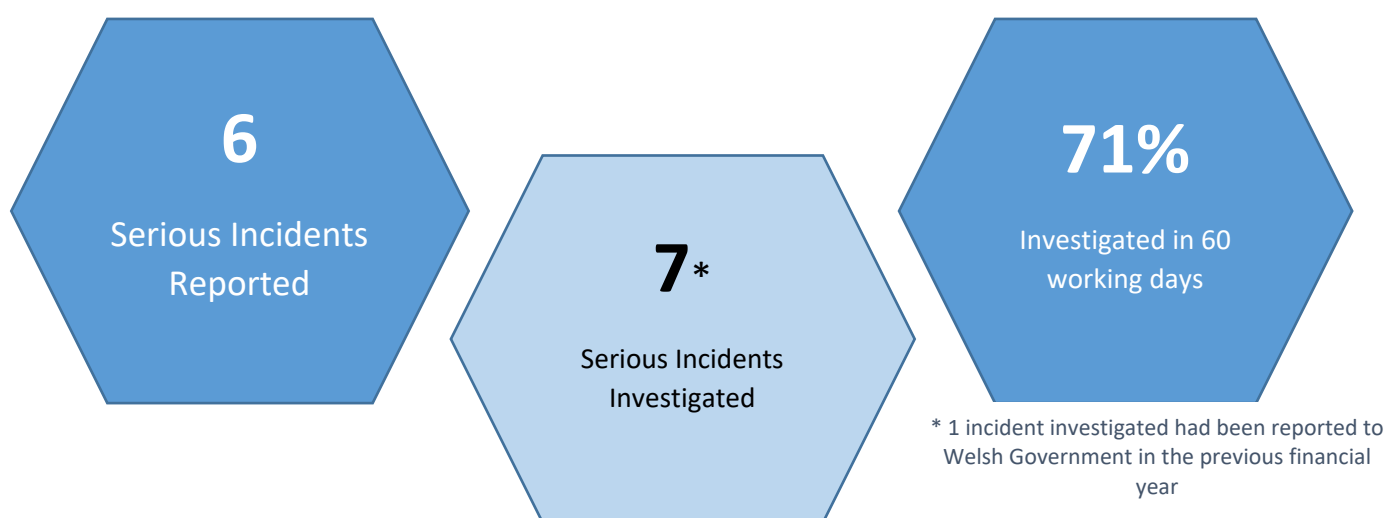 6
Serious Incidents
Reported
7*
Serious Incidents
Investigated
71%
Investigated in 60
working days
* 1 incident investigated had been reported to
Welsh Government in the previous financial
year